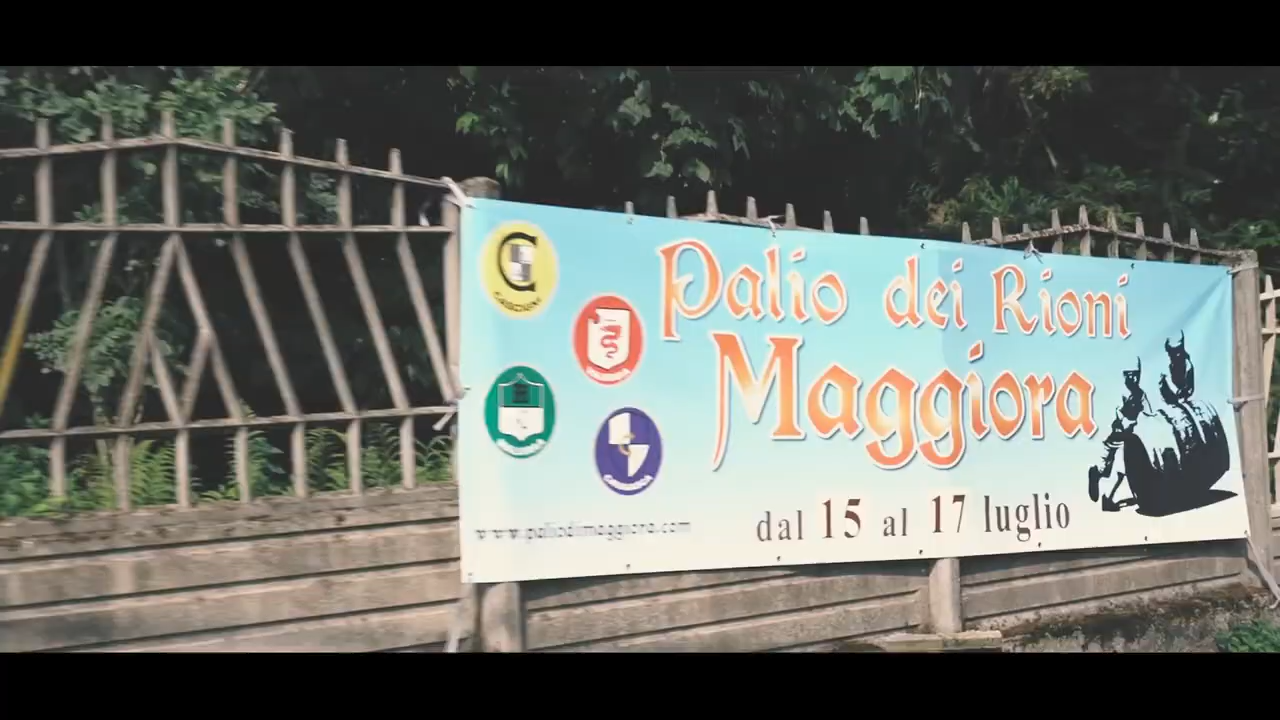 Palio dei Rioni
Maggiora
dal 15 al 17 luglio
www.paliodimaggiora.com
C